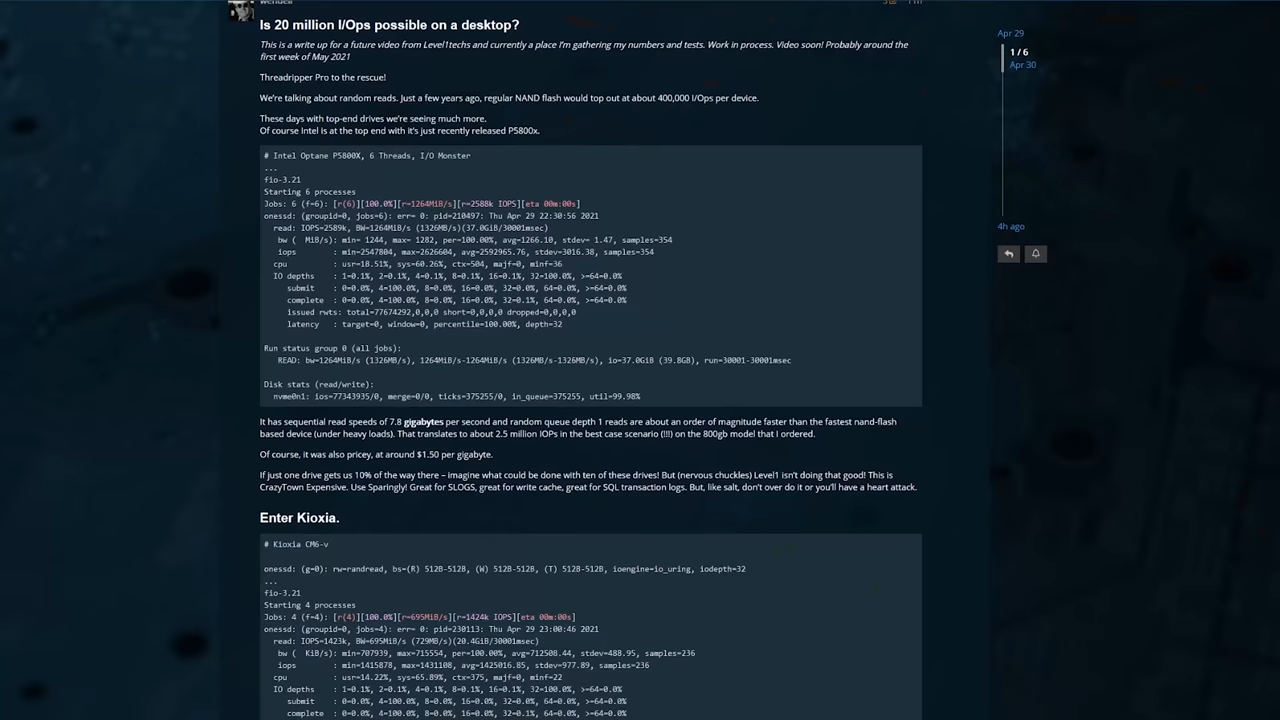 Is 20 million I/Ops possible on a desktop?
This is a write up for a future video from Level1techs and currently a place I'm gathering my numbers and tests. Work in process. Video soon! Probably around the
first week of May 2021
Threadripper Pro to the rescue!
We're talking about random reads. Just a few years ago, regular NAND flash would top out at about 400,000 I/Ops per device.
These days with top-end drives we're seeing much more.
Of course Intel is at the top end with it's just recently released P5800x.
# Intel Optane P5800X, 6 Threads, I/O Monster
...
fio-3.21
Starting 6 processes
Jobs: 6 (f=6): [r(6)][100.0%][r=1264MiB/s][r=2588k IOPS][eta 00m:00s]
onessd: (groupid=0, jobs=6): err= 0: pid=210497: Thu Apr 29 22:30:56 2021
read: IOPS=2589k, BW=1264MiB/s (1326MB/s)(37.0GiB/30001msec)
bw ( MiB/s): min= 1244, max= 1282, per=100.00%, avg=1266.10, stdev= 1.47, samples=354
iops : min=2547804, max=2626604, avg=2592965.76, stdev=3016.38, samples=354
cpu : usr=18.51%, sys=60.26%, ctx=504, majf=0, minf=36
IO depths : 1=0.1%, 2=0.1%, 4=0.1%, 8=0.1%, 16=0.1%, 32=100.0%, >=64=0.0%
submit : 0=0.0%, 4=100.0%, 8=0.0%, 16=0.0%, 32=0.0%, 64=0.0%, >=64=0.0%
complete : 0=0.0%, 4=100.0%, 8=0.0%, 16=0.0%, 32=0.1%, 64=0.0%, >=64=0.0%
issued rwts: total=77674292,0,0,0 short=0,0,0,0 dropped=0,0,0,0
latency : target=0, window=0, percentile=100.00%, depth=32
Run status group 0 (all jobs):
READ: bw=1264MiB/s (1326MB/s), 1264MiB/s-1264MiB/s (1326MB/s-1326MB/s), io=37.0GiB (39.8GB), run=30001-30001msec
Disk stats (read/write):
nvme0n1: ios=77343935/0, merge=0/0, ticks=375255/0, in_queue=375255, util=99.98%
It has sequential read speeds of 7.8 gigabytes per second and random queue depth 1 reads are about an order of magnitude faster than the fastest nand-flash
based device (under heavy loads). That translates to about 2.5 million IOPs in the best case scenario (!!!) on the 800gb model that I ordered.
Of course, it was also pricey, at around $1.50 per gigabyte.
If just one drive gets us 10% of the way there – imagine what could be done with ten of these drives! But (nervous chuckles) Level1 isn't doing that good! This is
CrazyTown Expensive. Use Sparingly! Great for SLOGS, great for write cache, great for SQL transaction logs. But, like salt, don't over do it or you'll have a heart attack.
Enter Kioxia.
# Kioxia CM6-v
onessd: (g=0): rw=randread, bs=(R) 512B-512B, (W) 512B-512B, (T) 512B-512B, ioengine=io_uring, iodepth=32
...
fio-3.21
Starting 4 processes
Jobs: 4 (f=4): [r(4)][100.0%][r=695MiB/s][r=1424k IOPS][eta 00m:00s]
onessd: (groupid=0, jobs=4): err= 0: pid=230113: Thu Apr 29 23:00:46 2021
read: IOPS=1423k, BW=695MiB/s (729MB/s)(20.4GiB/30001msec)
bw ( KiB/s): min=707939, max=715554, per=100.00%, avg=712508.44, stdev=488.95, samples=236
iops : min=1415878, max=1431108, avg=1425016.85, stdev=977.89, samples=236
cpu : usr=14.22%, sys=65.89%, ctx=375, majf=0, minf=22
IO depths : 1=0.1%, 2=0.1%, 4=0.1%, 8=0.1%, 16=0.1%, 32=100.0%, >=64=0.0%
submit : 0=0.0%, 4=100.0%, 8=0.0%, 16=0.0%, 32=0.0%, 64=0.0%, >=64=0.0%
complete : 0=0.0%, 4=100.0%, 8=0.0%, 16=0.0%, 32=0.1%, 64=0.0%, >=64=0.0%
Apr 29
1 / 6
Apr 30
4h ago